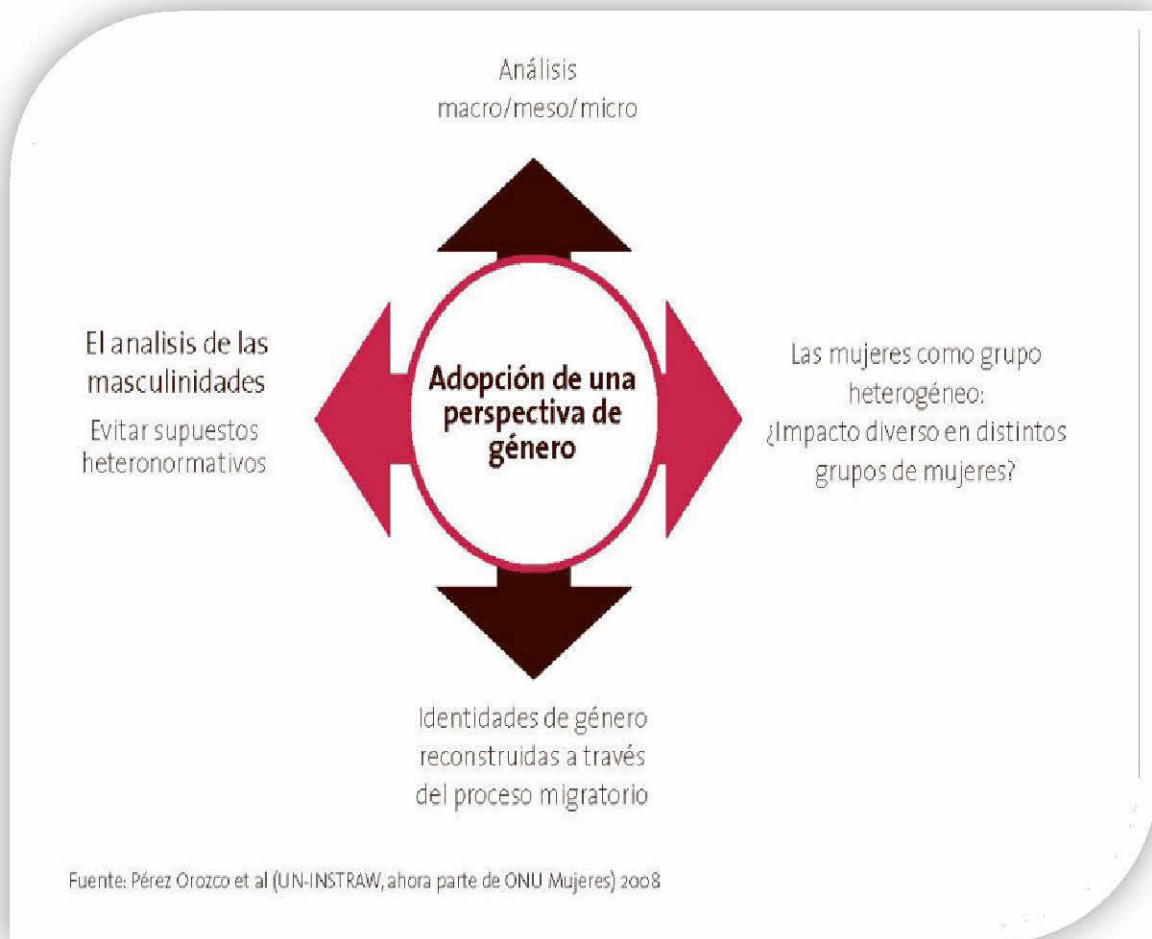 Análisis
macro/meso/micro
El analisis de las
masculinidades
Evitar supuestos
heteronormativos
Adopción de una
perspectiva de
género
Las mujeres como grupo
heterogéneo:
¿Impacto diverso en distintos
grupos de mujeres?
Identidades de género
reconstruidas a través
del proceso migratorio
Fuente: Pérez Orozco et al (UN-INSTRAW, ahora parte de ONU Mujeres) 2008